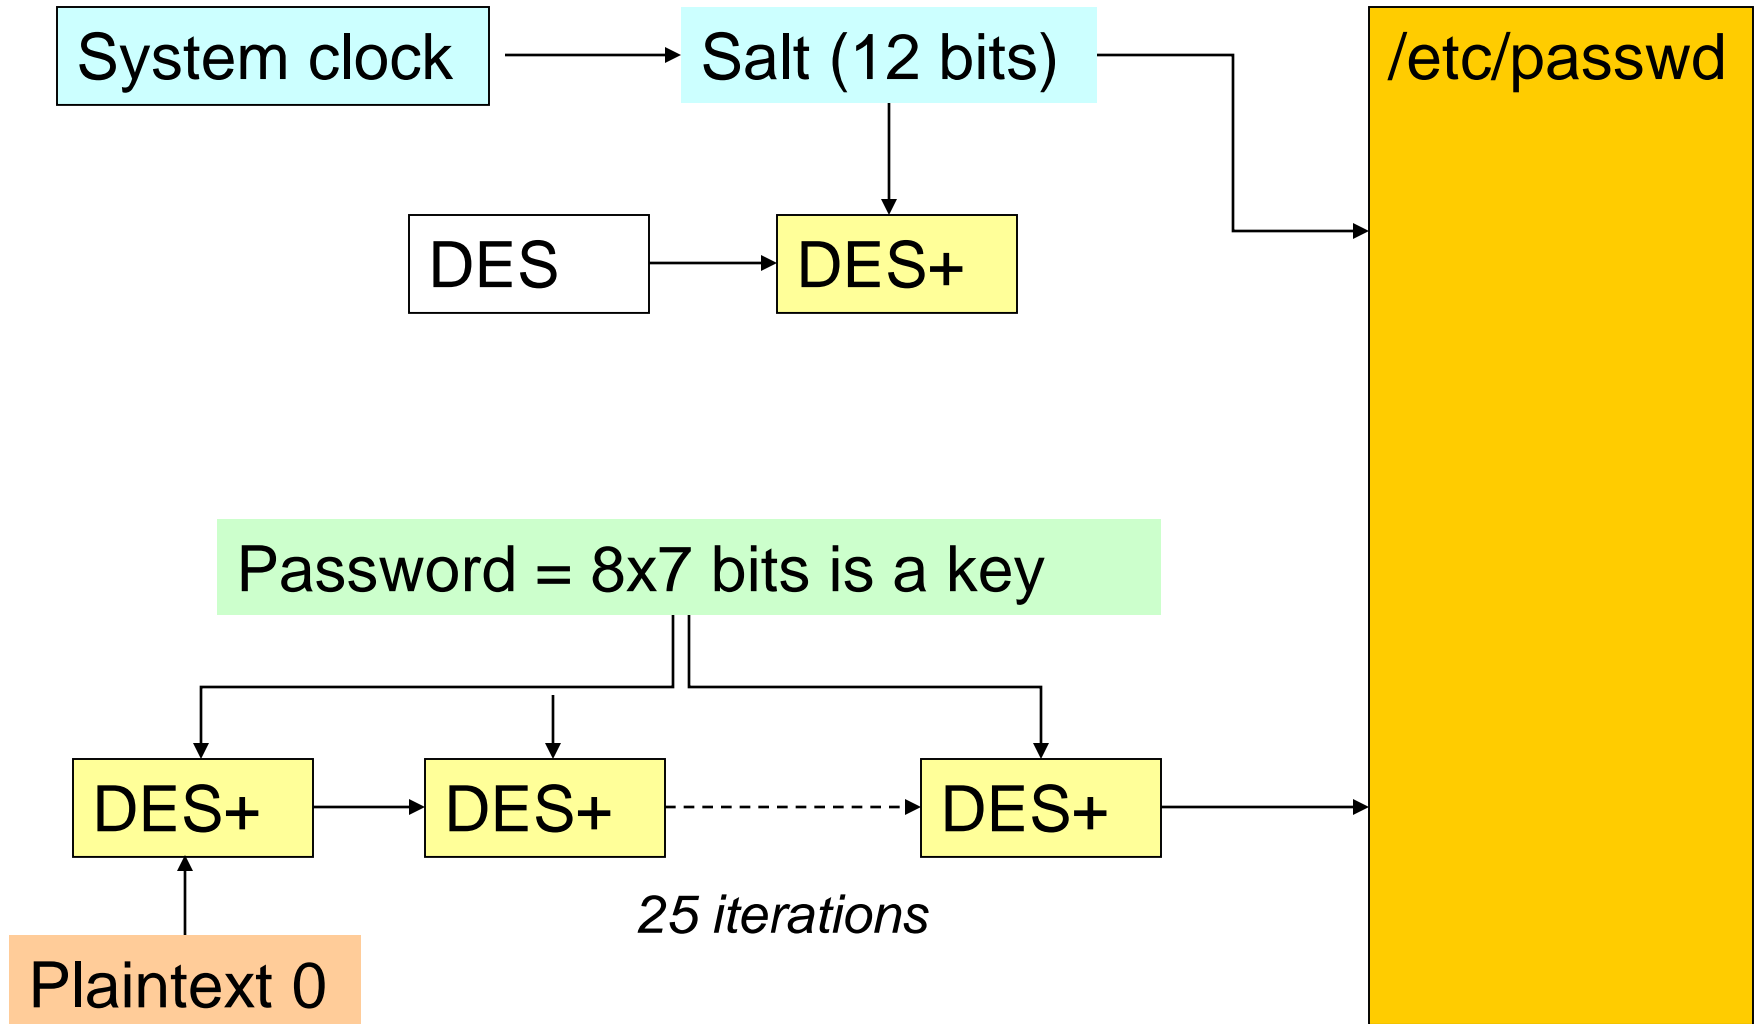 System clock
Salt (12 bits)
/etc/passwd
DES
DES+
Password = 8x7 bits is a key
DES+
DES+
DES+
25 iterations
Plaintext 0